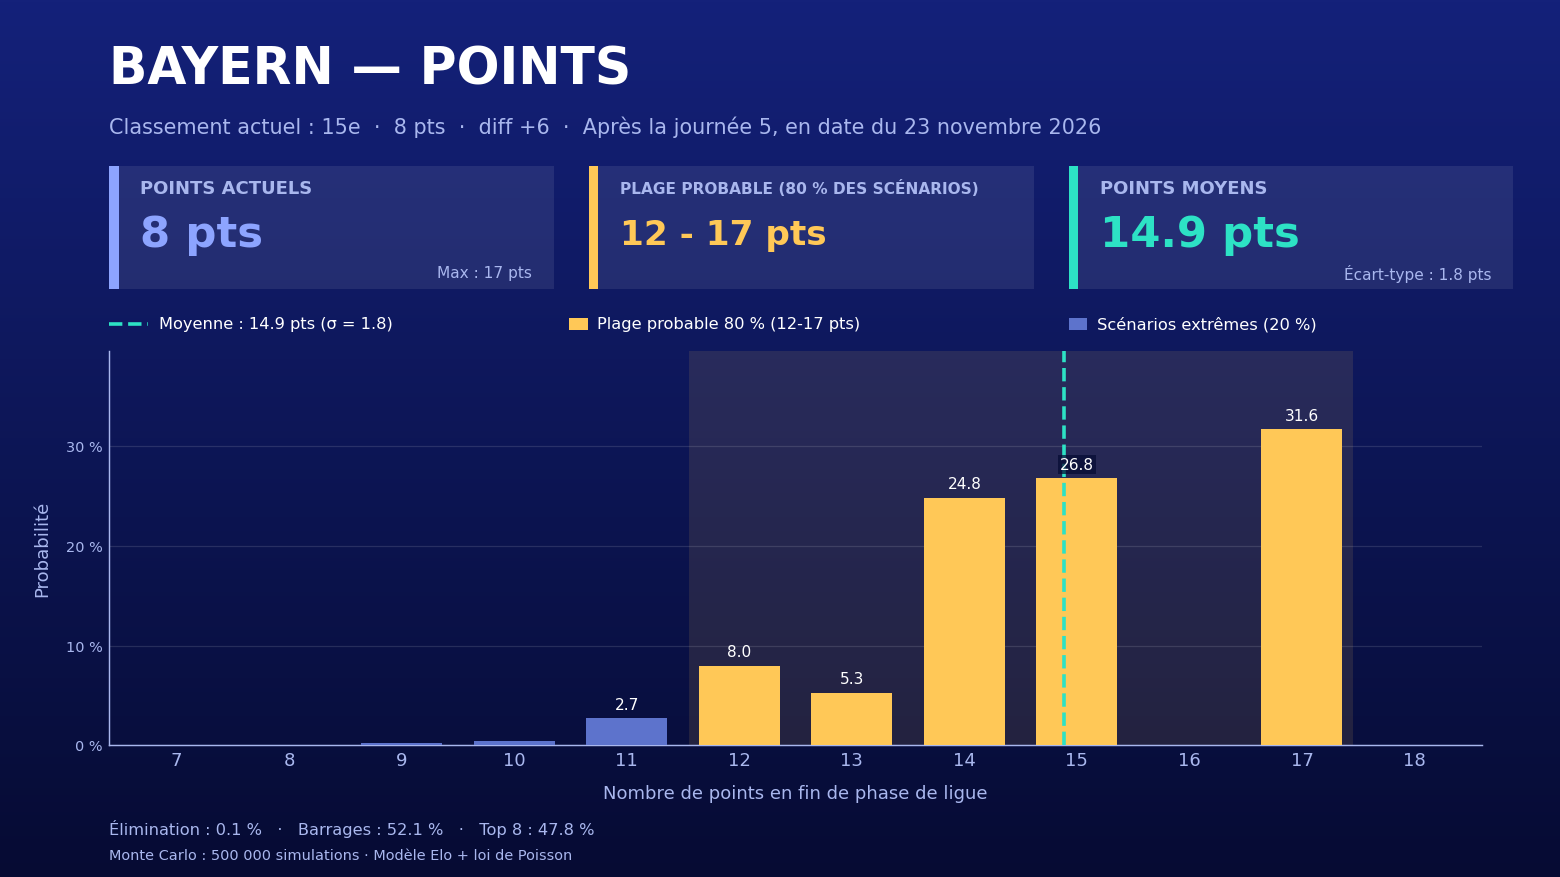 BAYERN — POINTS
Classement actuel : 15e · 8 pts · diff +6 · Après la journée 5, en date du 23 novembre 2026
POINTS ACTUELS
8 pts
Max : 17 pts
PLAGE PROBABLE (80 % DES SCÉNARIOS)
12 - 17 pts
POINTS MOYENS
14.9 pts
Écart-type : 1.8 pts
Moyenne : 14.9 pts (σ = 1.8)
Plage probable 80 % (12-17 pts)
Scénarios extrêmes (20 %)
Probabilité
30 %
20 %
10 %
0 %
2.7
8.0
5.3
24.8
26.8
31.6
7 8 9 10 11 12 13 14 15 16 17 18
Nombre de points en fin de phase de ligue
Élimination : 0.1 % · Barrages : 52.1 % · Top 8 : 47.8 %
Monte Carlo : 500 000 simulations · Modèle Elo + loi de Poisson